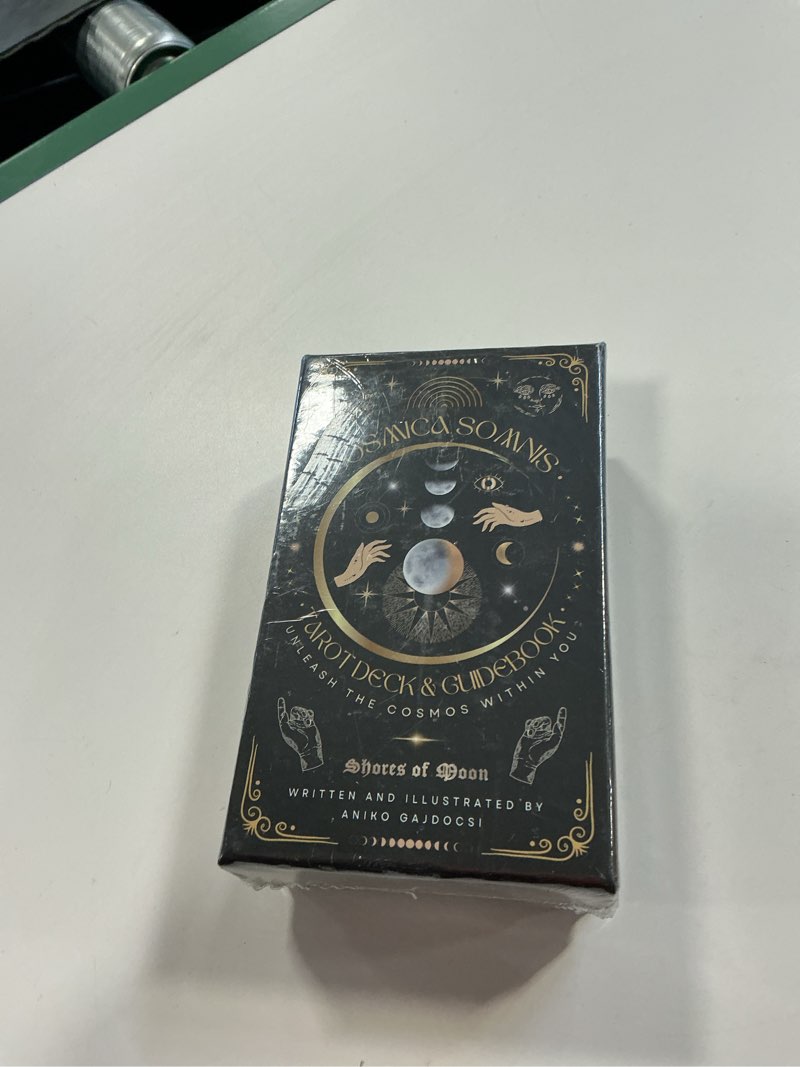 COSMICA SOMNIS
TAROT DECK & GUIDEBOOK
UNLEASH THE COSMOS WITHIN YOU
Shores of Moon
WRITTEN AND ILLUSTRATED BY
ANIKO GAJDOCSI